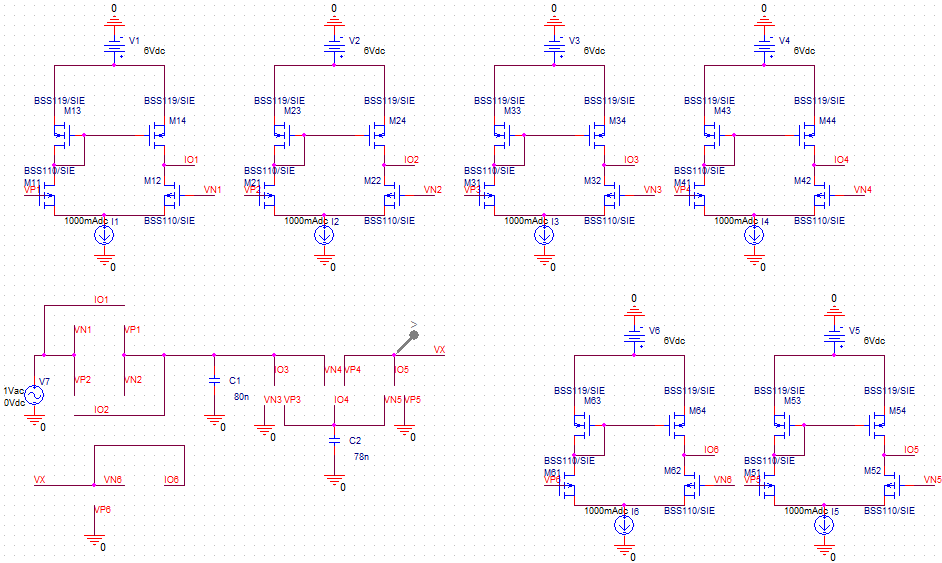 0 0 0 0
V1 V2 V3 V4
6Vdc 6Vdc 6Vdc 6Vdc
BSS119/SIE BSS119/SIE BSS119/SIE BSS119/SIE BSS119/SIE BSS119/SIE BSS119/SIE BSS119/SIE
M13 M14 M23 M24 M33 M34 M43 M44
IO1 IO2 IO3 IO4
BSS110/SIE BSS110/SIE BSS110/SIE BSS110/SIE
M11 M12 M21 M22 M31 M32 M41 M42
VP1 VN1 VP2 VN2 VP3 VN3 VP4 VN4
1000mAdc I1 BSS110/SIE 1000mAdc I2 BSS110/SIE 1000mAdc I3 BSS110/SIE 1000mAdc I4 BSS110/SIE
0 0 0 0
IO1
VN1 VP1
VX
IO3 VN4 VP4 IO5
V7 VP2 VN2 C1
1Vac
0Vdc
80n
VN3 VP3 IO4 VN5 VP5
IO2
0 0 0 0
C2
78n
0
VX VN6 IO6
VP6
0
0 0
V6 V5
6Vdc 6Vdc
BSS119/SIE BSS119/SIE BSS119/SIE BSS119/SIE
M63 M64 M53 M54
IO6 IO5
BSS110/SIE BSS110/SIE
M61 M62 M51 M52
VP6 VN6 VP5 VN5
1000mAdc I6 BSS110/SIE 1000mAdc I5 BSS110/SIE
0 0